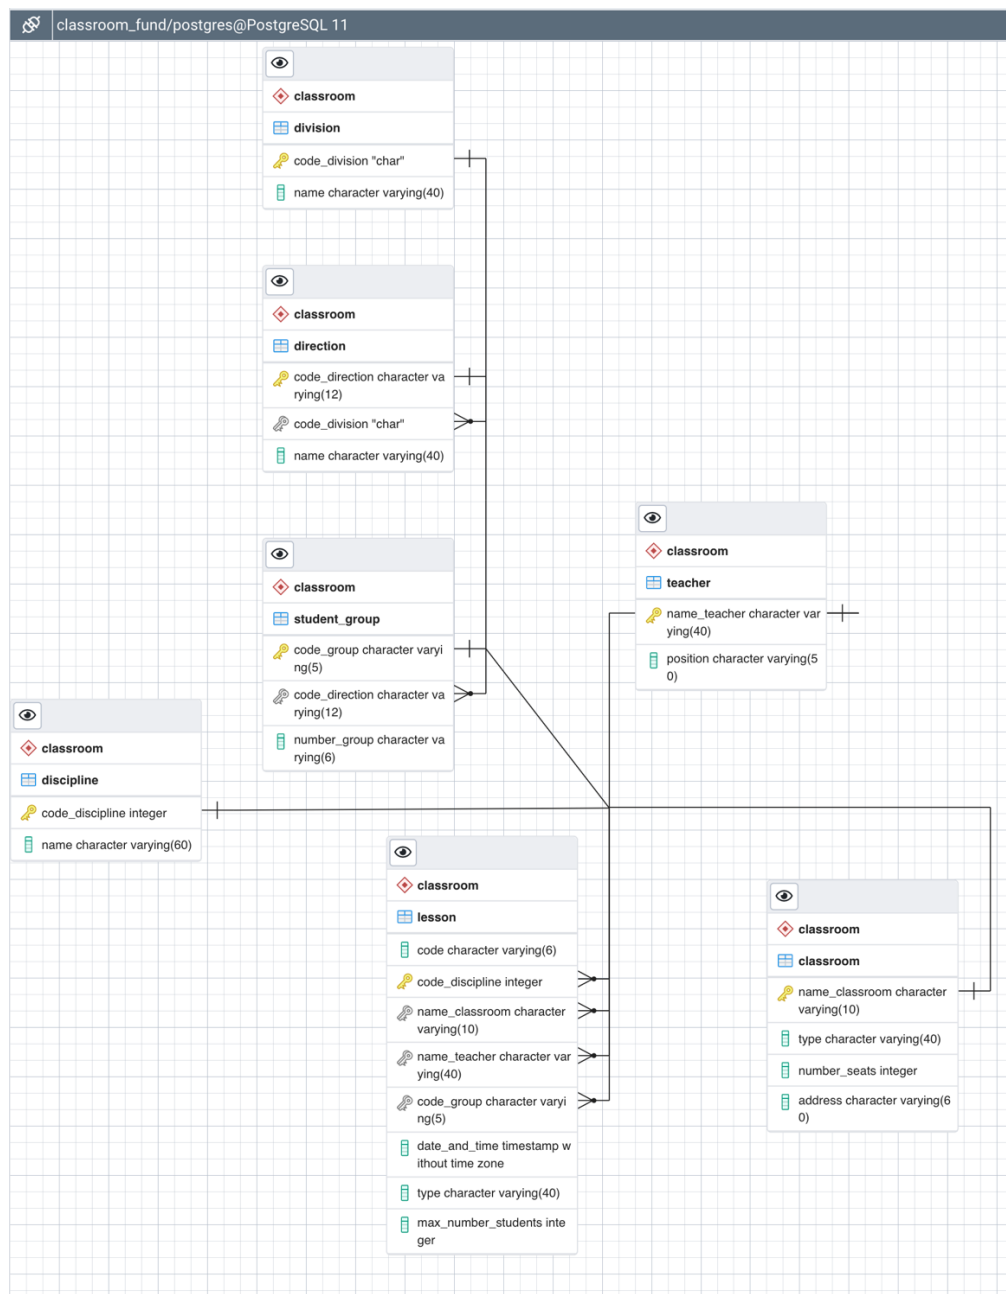 classroom_fund/postgres@PostgreSQL 11
classroom
division
code_division "char"
name character varying(40)
classroom
direction
code_direction character va
rying(12)
code_division "char"
name character varying(40)
classroom
student_group
code_group character varyi
ng(5)
code_direction character va
rying(12)
number_group character va
rying(6)
classroom
teacher
name_teacher character var
ying(40)
position character varying(5
0)
classroom
discipline
code_discipline integer
name character varying(60)
classroom
lesson
code character varying(6)
code_discipline integer
name_classroom character
varying(10)
name_teacher character var
ying(40)
code_group character varyi
ng(5)
date_and_time timestamp w
ithout time zone
type character varying(40)
max_number_students inte
ger
classroom
classroom
name_classroom character
varying(10)
type character varying(40)
number_seats integer
address character varying(6
0)